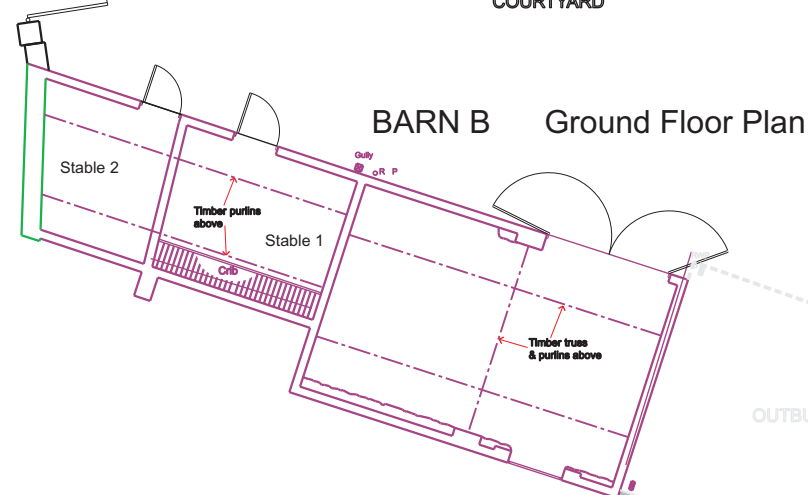 COURTYARD
BARN B Ground Floor Plan
Gully
R P
Stable 2
Timber purlins
above
Stable 1
Crib
Timber truss
& purlins above
OUTBU